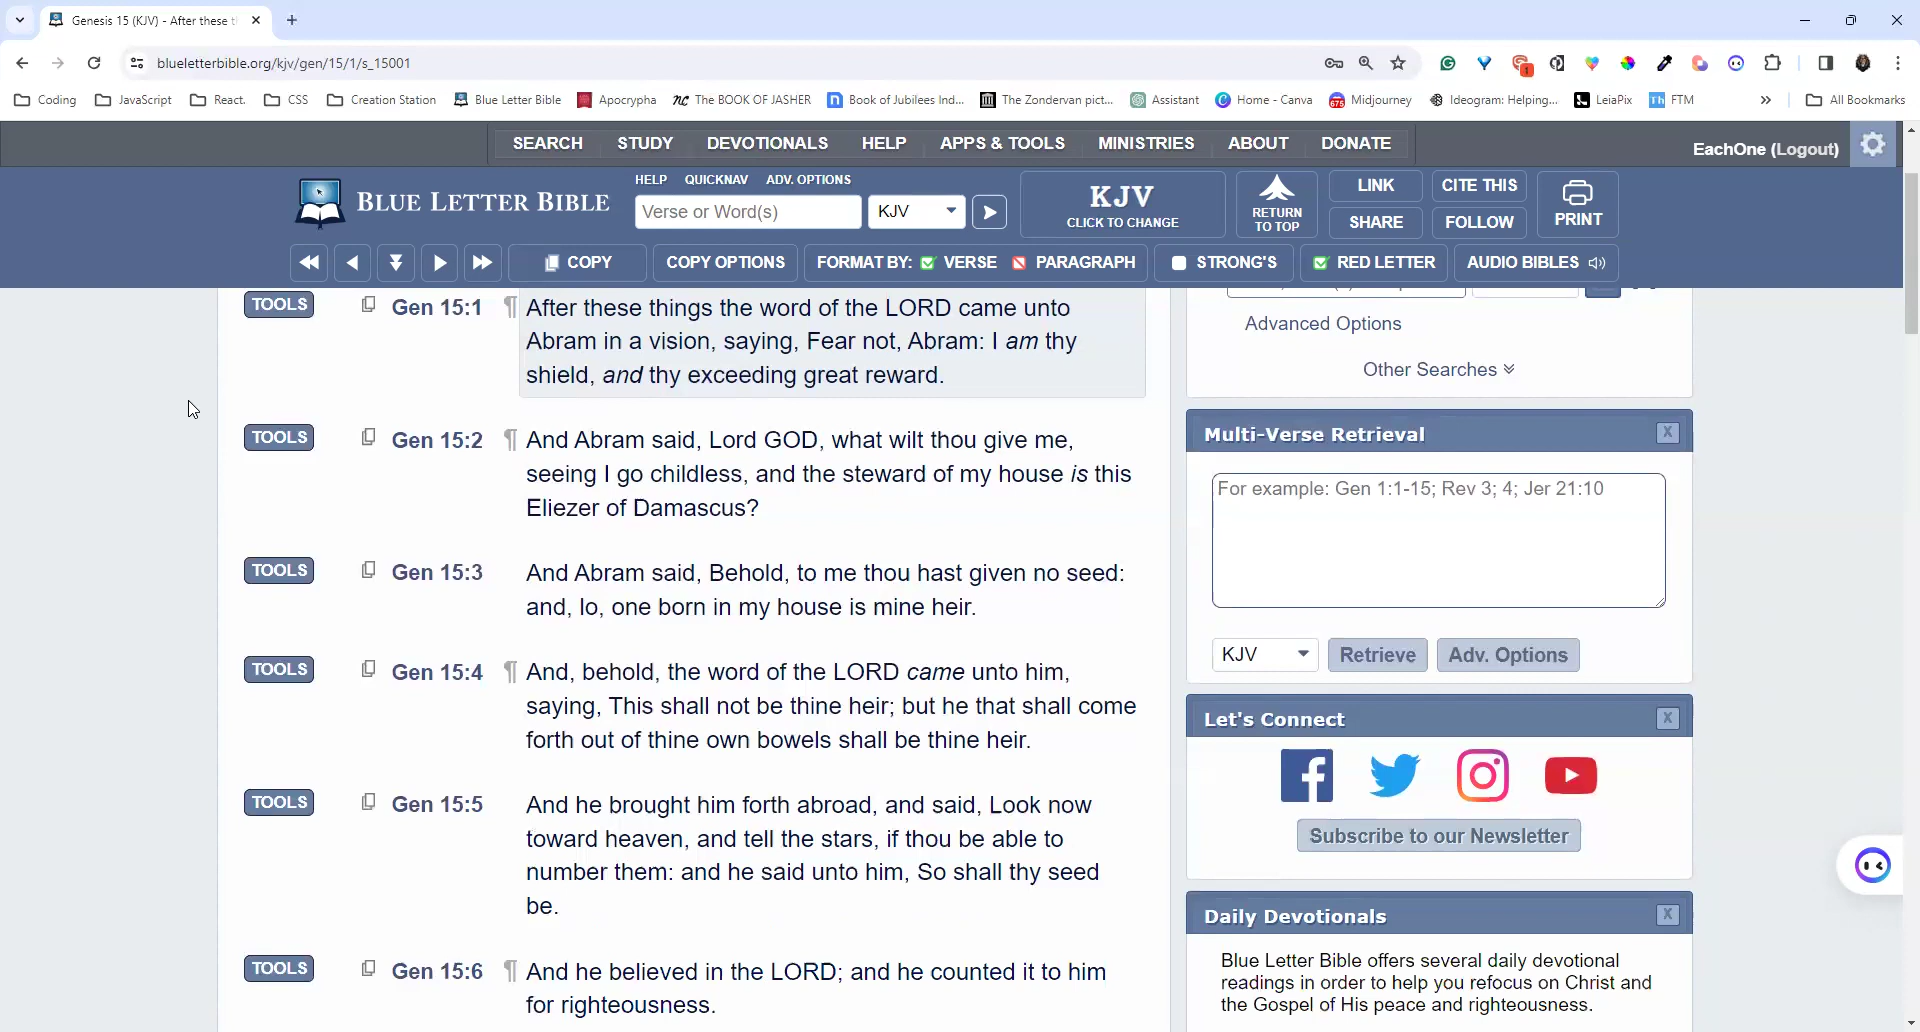 Genesis 15 (KJV) - After these t
blueletterbible.org/kjv/gen/15/1/s_15001
Coding JavaScript React. CSS Creation Station Blue Letter Bible Apocrypha The BOOK OF JASHER Book of Jubilees Ind... The Zondervan pict... Assistant Home - Canva Midjourney Ideogram: Helping... LeiaPix FTM All Bookmarks
SEARCH STUDY DEVOTIONALS HELP APPS & TOOLS MINISTRIES ABOUT DONATE
EachOne (Logout)
HELP QUICKNAV ADV. OPTIONS
BLUE LETTER BIBLE
Verse or Word(s) KJV
KJV
CLICK TO CHANGE
RETURN
TO TOP
LINK CITE THIS
SHARE FOLLOW
PRINT
COPY COPY OPTIONS FORMAT BY: VERSE PARAGRAPH STRONG'S RED LETTER AUDIO BIBLES
TOOLS Gen 15:1 ¶ After these things the word of the LORD came unto
Abram in a vision, saying, Fear not, Abram: I am thy
shield, and thy exceeding great reward.
TOOLS Gen 15:2 ¶ And Abram said, Lord GOD, what wilt thou give me,
seeing I go childless, and the steward of my house is this
Eliezer of Damascus?
TOOLS Gen 15:3 And Abram said, Behold, to me thou hast given no seed:
and, lo, one born in my house is mine heir.
TOOLS Gen 15:4 ¶ And, behold, the word of the LORD came unto him,
saying, This shall not be thine heir; but he that shall come
forth out of thine own bowels shall be thine heir.
TOOLS Gen 15:5 And he brought him forth abroad, and said, Look now
toward heaven, and tell the stars, if thou be able to
number them: and he said unto him, So shall thy seed
be.
TOOLS Gen 15:6 ¶ And he believed in the LORD; and he counted it to him
for righteousness.
Advanced Options
Other Searches
Multi-Verse Retrieval X
For example: Gen 1:1-15; Rev 3; 4; Jer 21:10
KJV Retrieve Adv. Options
Let's Connect X
Subscribe to our Newsletter
Daily Devotionals X
Blue Letter Bible offers several daily devotional
readings in order to help you refocus on Christ and
the Gospel of His peace and righteousness.